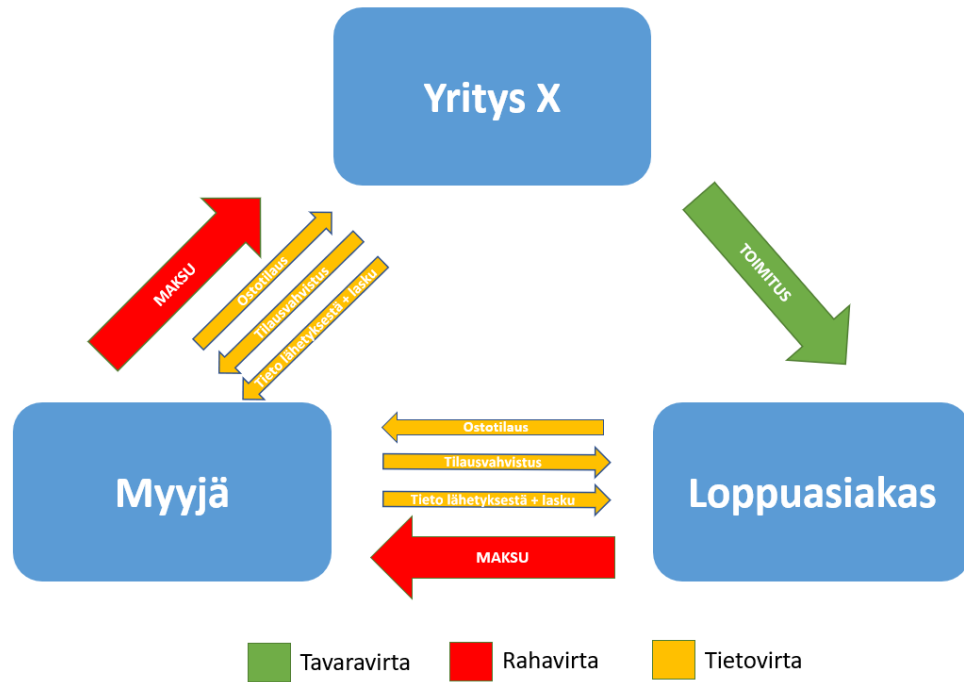 Yritys X
MAKSU
Ostotilaus
Tilausvahvistus
Tieto lähetyksestä + lasku
TOIMITUS
Myyjä
Ostotilaus
Tilausvahvistus
Tieto lähetyksestä + lasku
MAKSU
Loppuasiakas
Tavaravirta
Rahavirta
Tietovirta